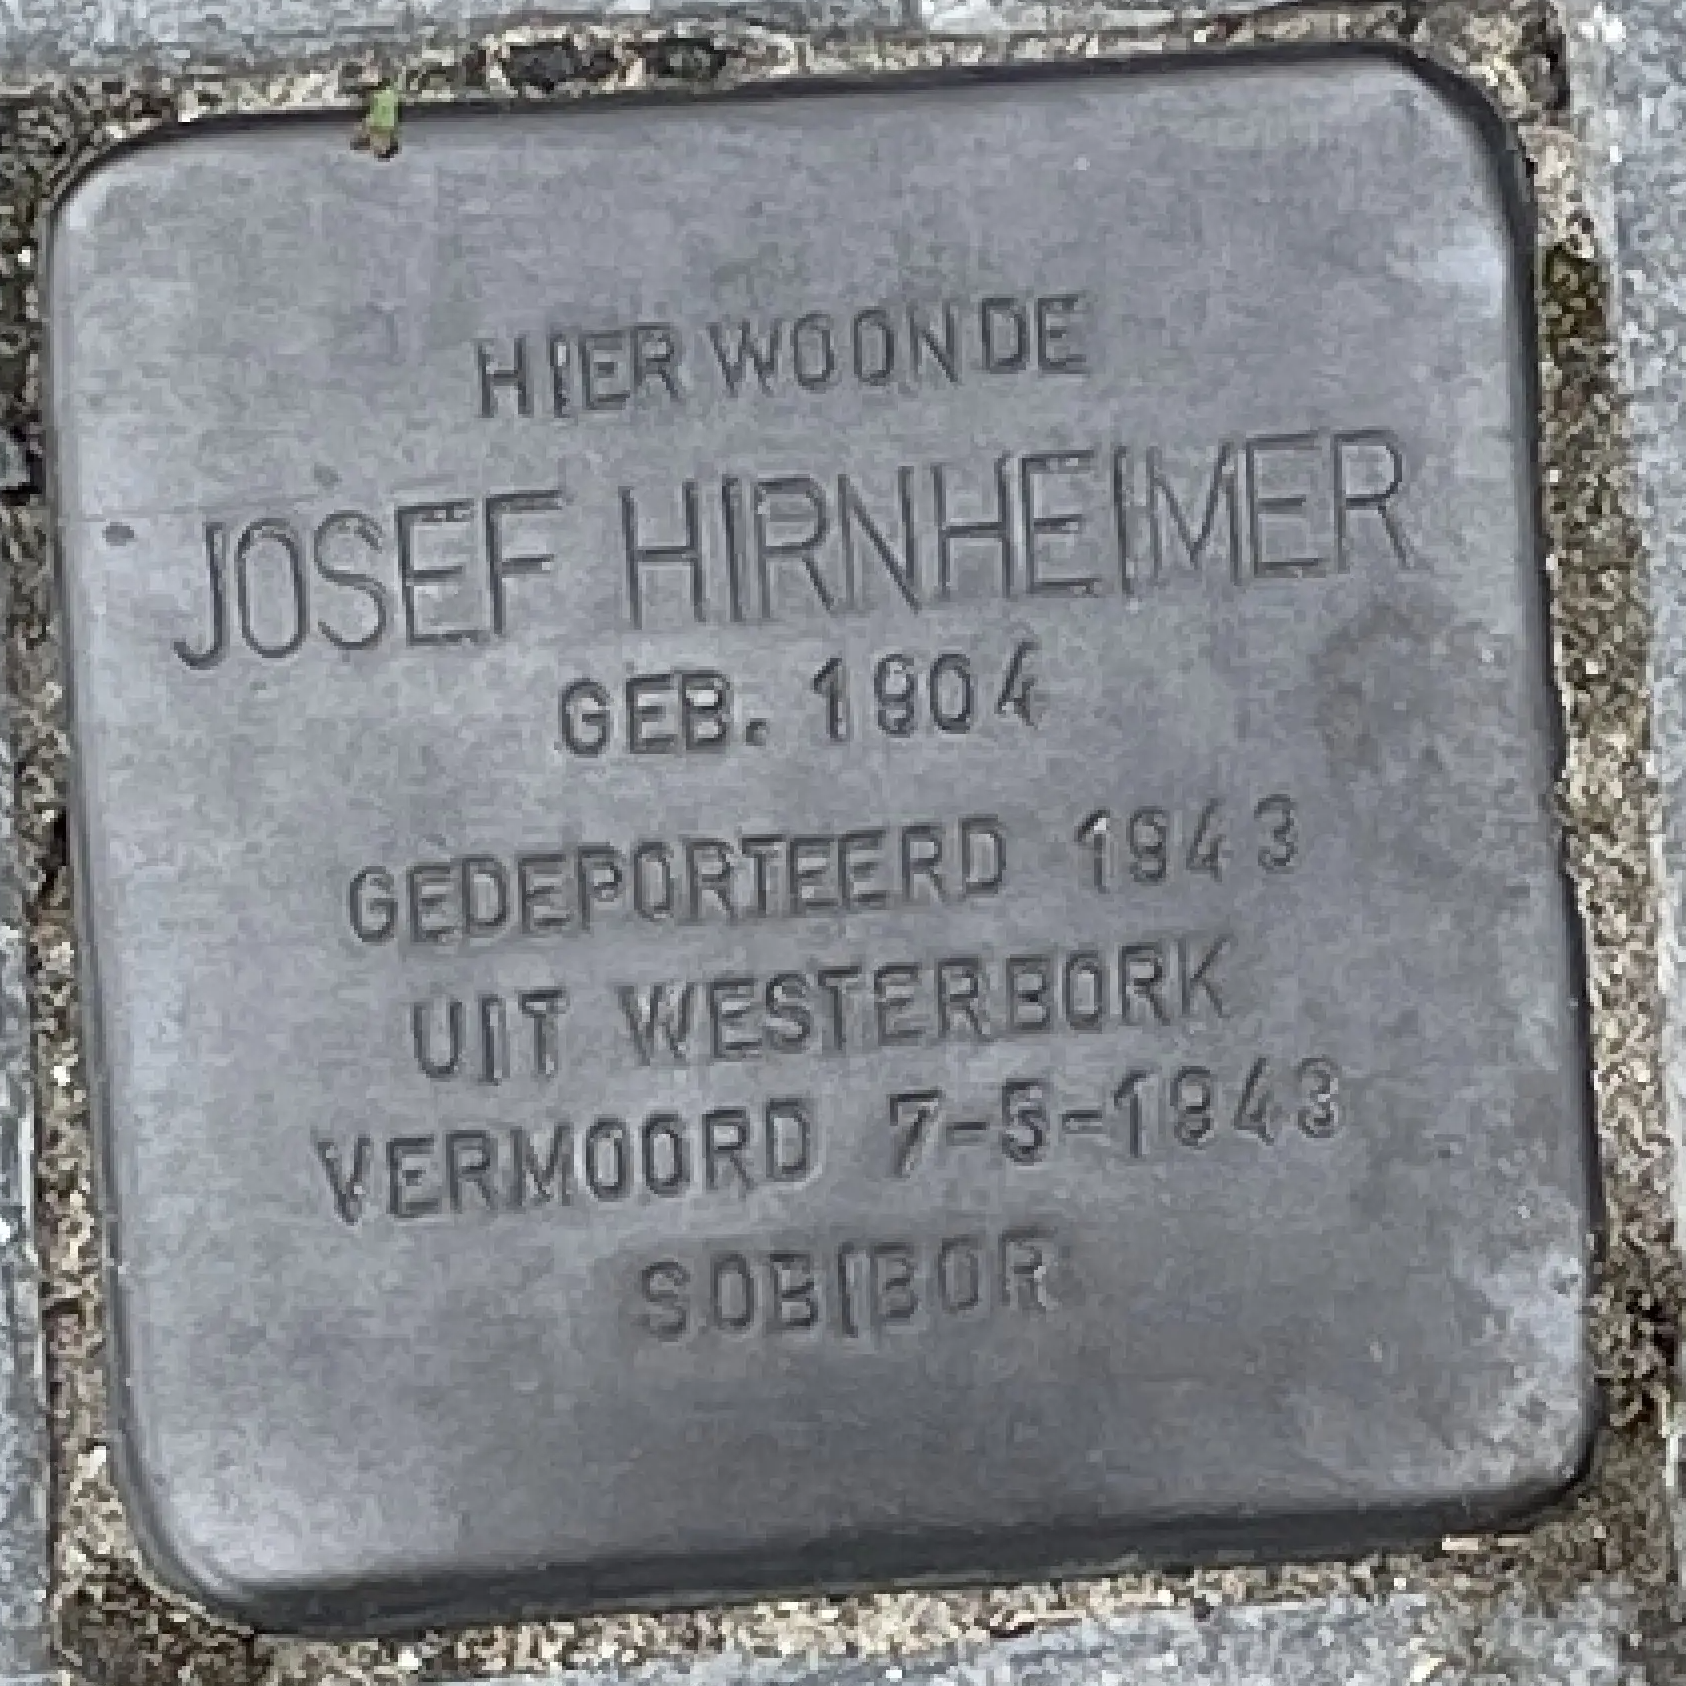 HIER WOONDE
JOSEF HIRNHEIMER
GEB. 1904
GEDEPORTEERD 1943
UIT WESTERBORK
VERMOORD 7-5-1943
SOBIBOR